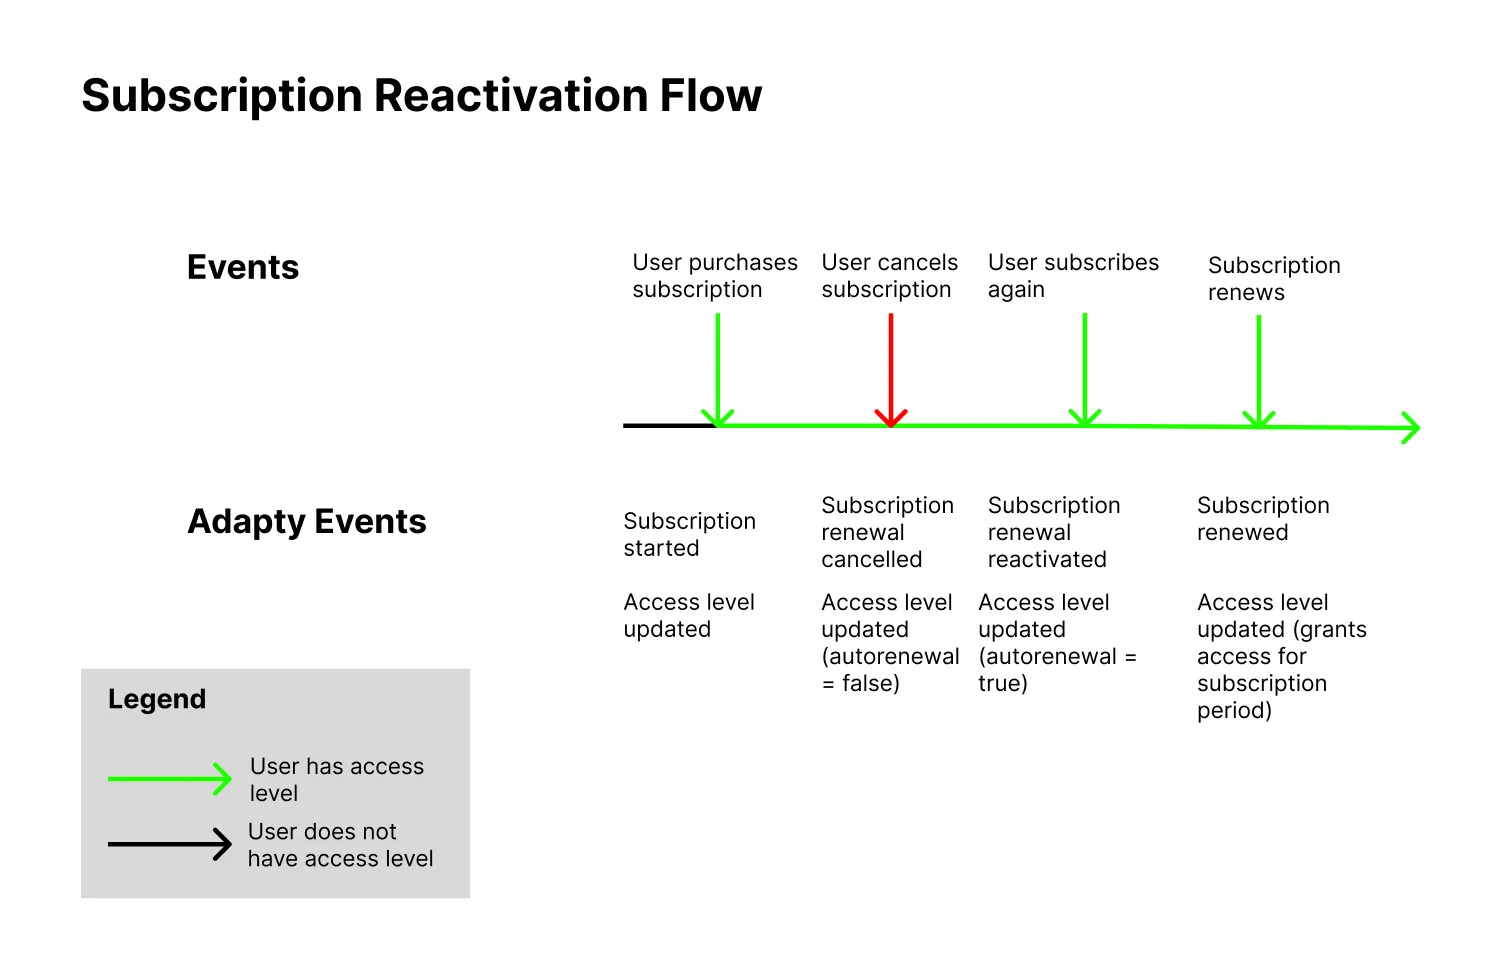 Subscription Reactivation Flow
Events
User purchases
subscription
User cancels
subscription
User subscribes
again
Subscription
renews
Adapty Events
Subscription
started
Subscription
renewal
cancelled
Subscription
renewal
reactivated
Subscription
renewed
Access level
updated
Access level
updated
(autorenewal
= false)
Access level
updated
(autorenewal =
true)
Access level
updated (grants
access for
subscription
period)
Legend
User has access
level
User does not
have access level